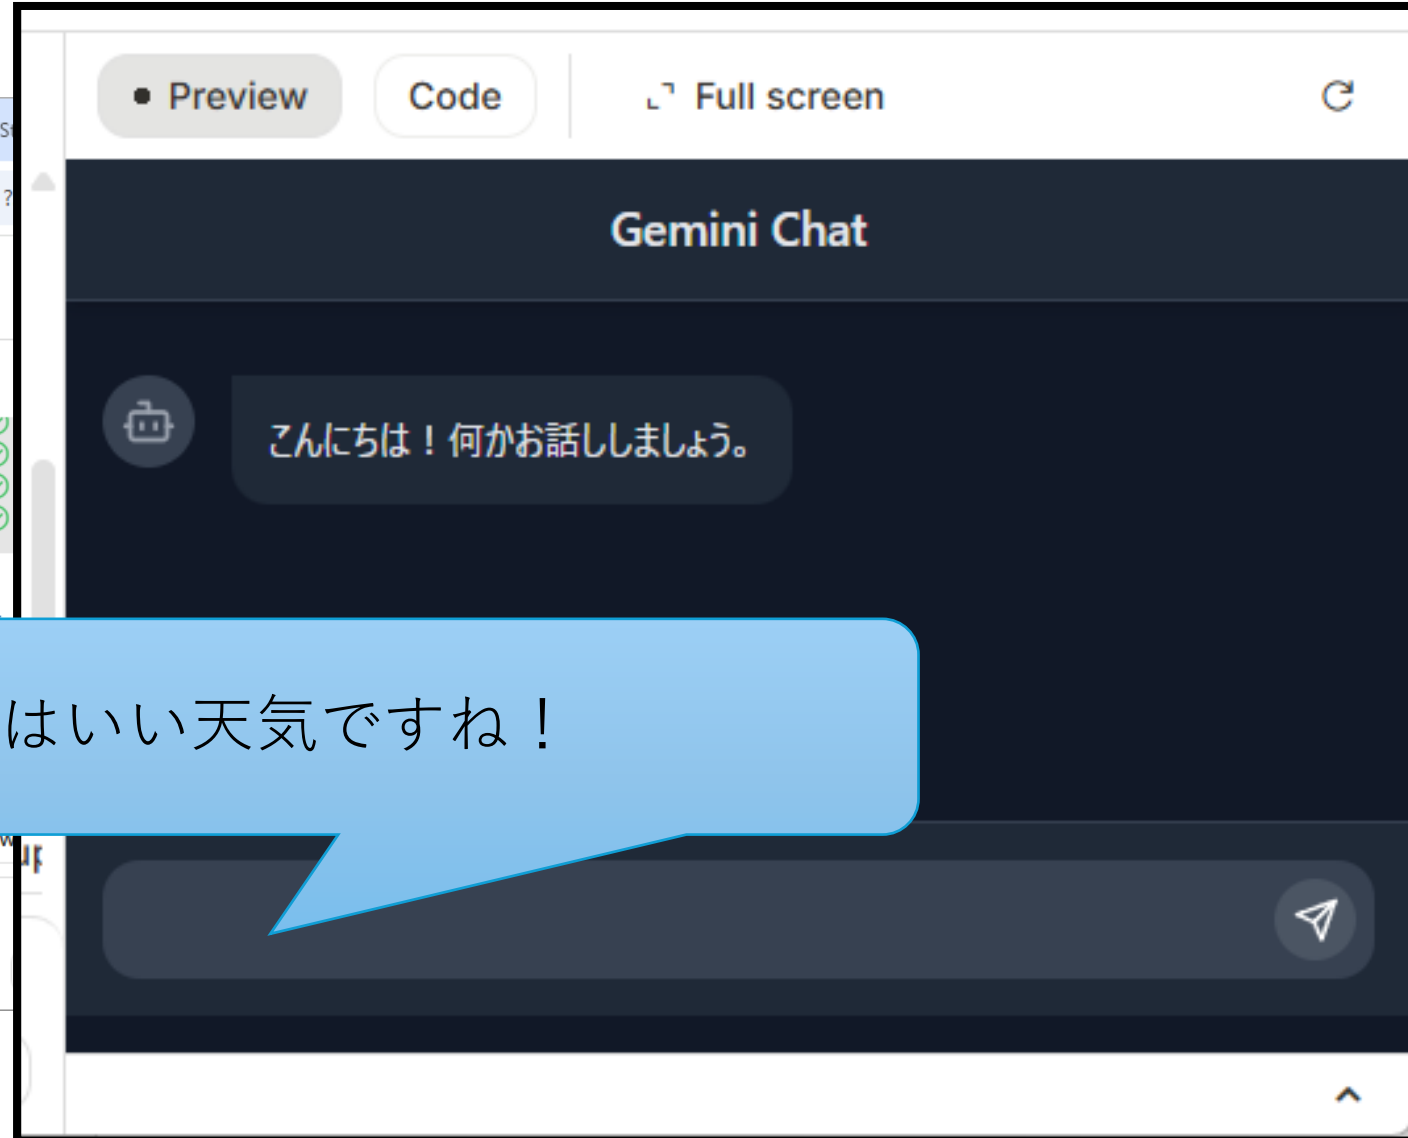 Preview
Code
Full screen
Gemini Chat
こんにちは！何かお話ししましょう。
はいい天気ですね！